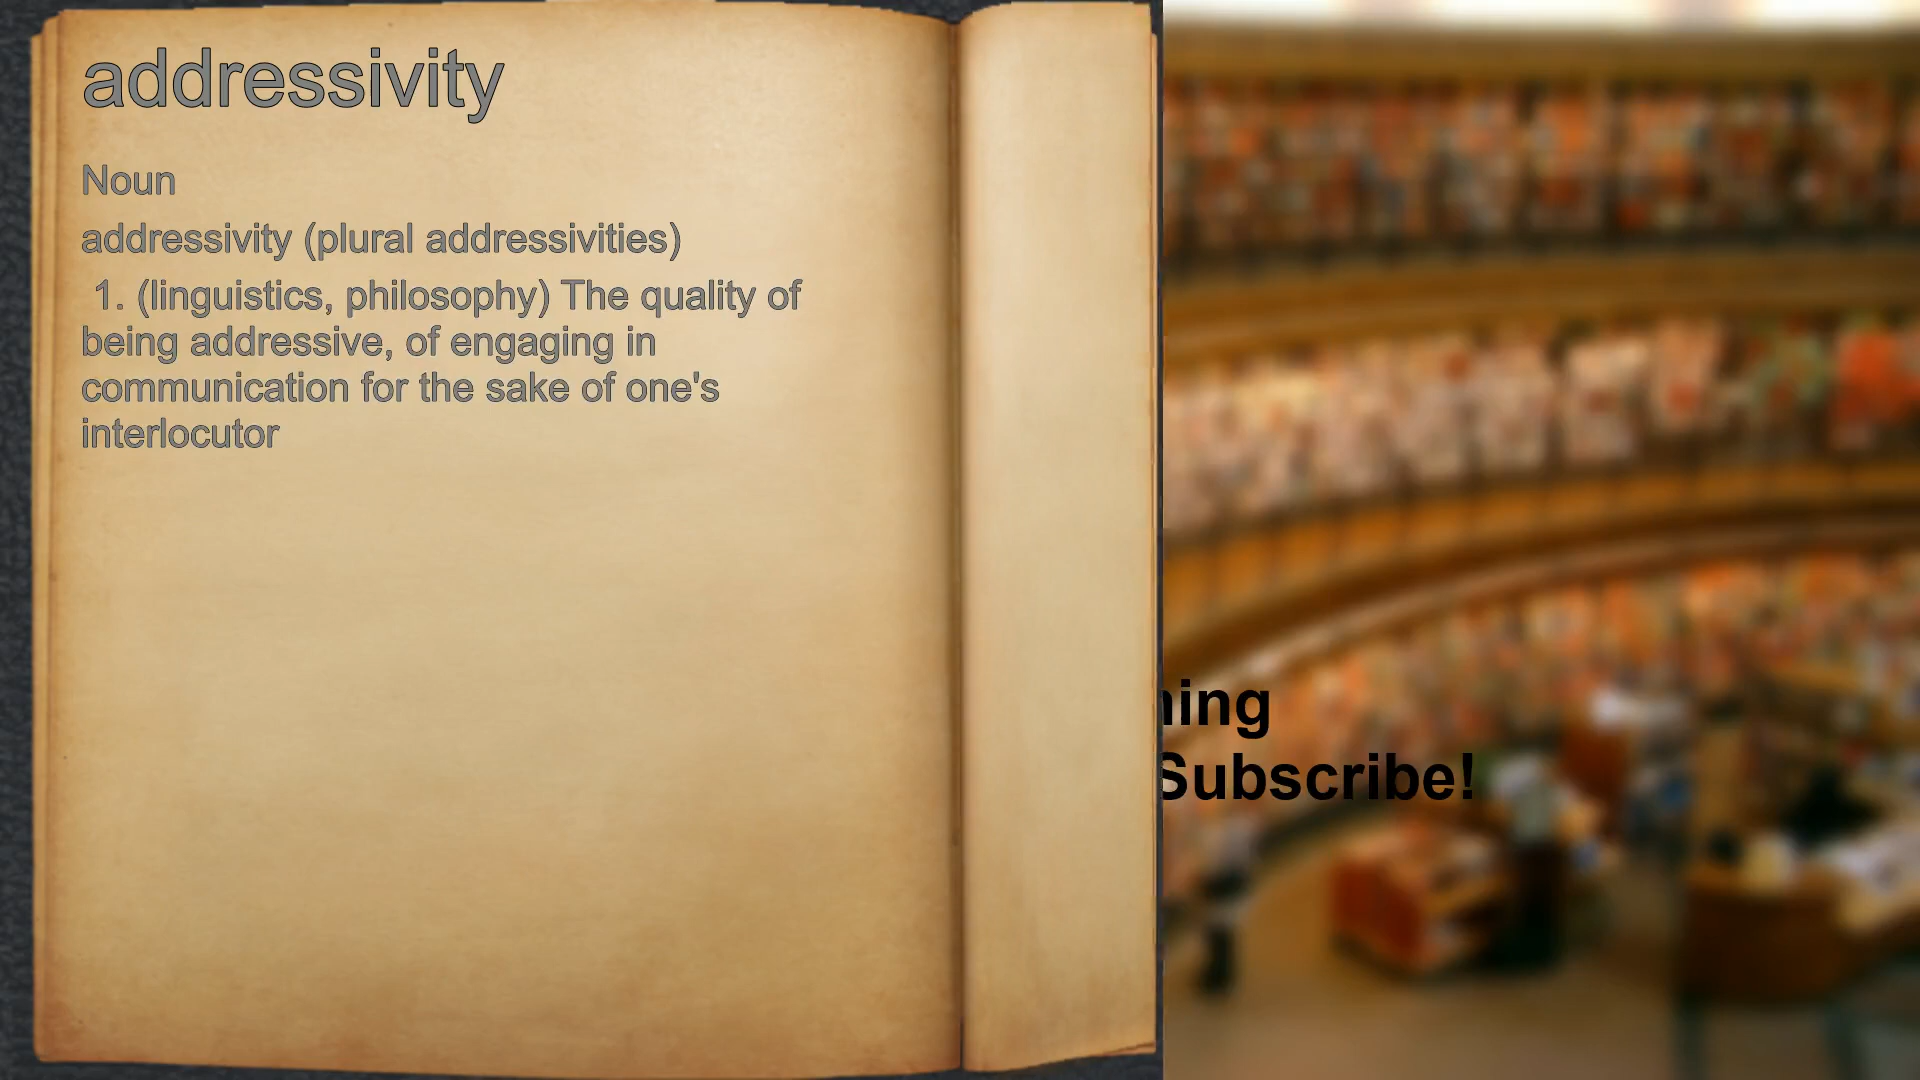 addressivity
Noun
addressivity (plural addressivities)
1. (linguistics, philosophy) The quality of
being addressive, of engaging in
communication for the sake of one's
interlocutor
Subscribe!